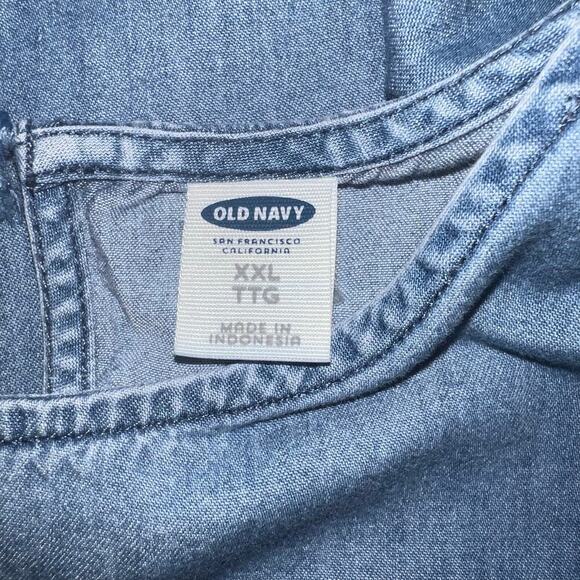 OLD NAVY
SAN FRANCISCO
CALIFORNIA
XXL
TTG
MADE IN
INDONESIA